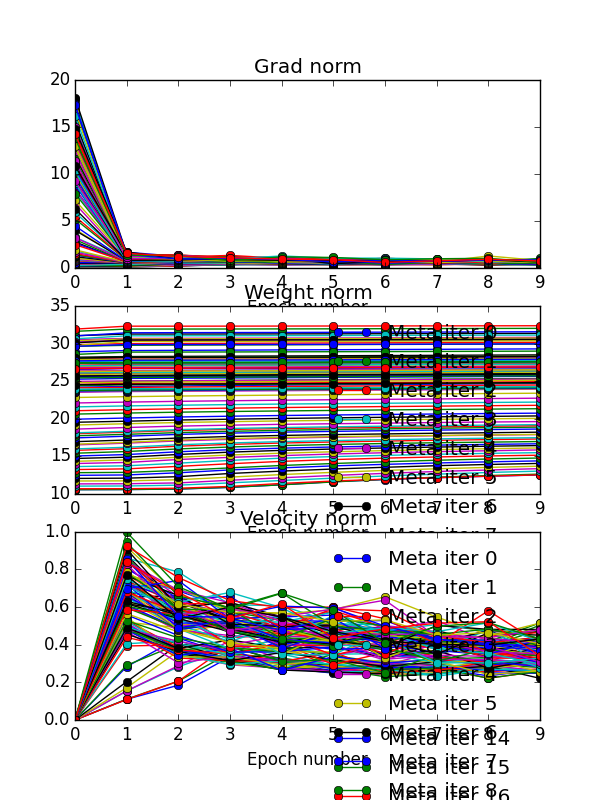 Grad norm
20
15
10
5
0
0 1 2 3 4 5 6 7 8 9
Epoch number
Weight norm
35
30
25
20
15
10
Meta iter 0
Meta iter 1
Meta iter 2
Meta iter 3
Meta iter 4
Meta iter 5
Meta iter 6
Meta iter 7
0 1 2 3 4 5 6 7 8 9
Epoch number
Velocity norm
1.0
0.8
0.6
0.4
0.2
0.0
Meta iter 0
Meta iter 1
Meta iter 2
Meta iter 3
Meta iter 4
Meta iter 5
Meta iter 6
Meta iter 14
Meta iter 7
Meta iter 15
Meta iter 8
Meta iter 16
0 1 2 3 4 5 6 7 8 9
Epoch number